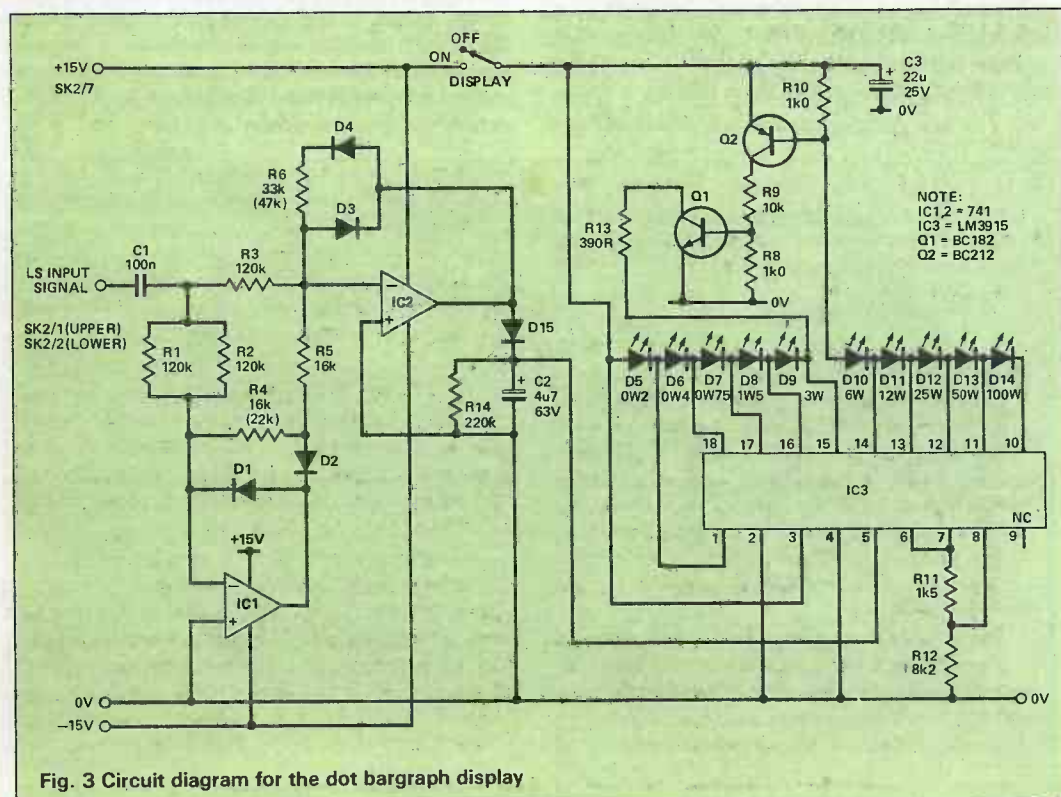 OFF
ON
DISPLAY
+15V
SK2/7
C3
22u
25V
0V
R10
1k0
Q2
D4
R6
33k
(47k)
D3
Q1
R9
10k
R13
390R
R8
1k0
0V
NOTE:
IC1,2 = 741
IC3 = LM3915
Q1 = BC182
Q2 = BC212
C1
100n
R3
120k
LS INPUT
SIGNAL
IC2
SK2/1(UPPER)
SK2/2(LOWER)
R1
120k
R2
120k
R5
16k
R4
16k
(22k)
D15
C2
4u7
63V
R14
220k
D5 D6 D7 D8 D9 D10 D11 D12 D13 D14
0W2 0W4 0W75 1W5 3W 6W 12W 25W 50W 100W
D1
D2
18 17 16 15 14 13 12 11 10
IC3
NC
1 2 3 4 5 6 7 8 9
+15V
IC1
R11
1k5
R12
8k2
0V
0V
–15V
Fig. 3 Circuit diagram for the dot bargraph display